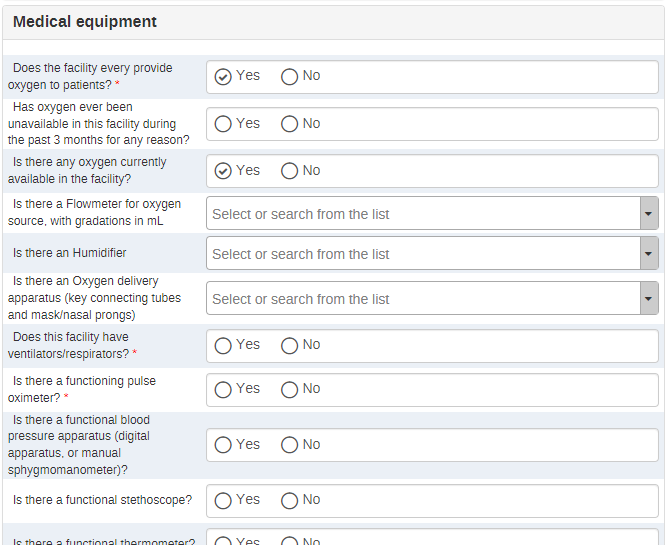 Medical equipment
Does the facility every provide
oxygen to patients? *
Yes No
Has oxygen ever been
unavailable in this facility during
the past 3 months for any reason?
Yes No
Is there any oxygen currently
available in the facility?
Yes No
Is there a Flowmeter for oxygen
source, with gradations in mL
Select or search from the list
Is there an Humidifier
Select or search from the list
Is there an Oxygen delivery
apparatus (key connecting tubes
and mask/nasal prongs)
Select or search from the list
Does this facility have
ventilators/respirators? *
Yes No
Is there a functioning pulse
oximeter? *
Yes No
Is there a functional blood
pressure apparatus (digital
apparatus, or manual
sphygmomanometer)?
Yes No
Is there a functional stethoscope?
Yes No
Is there a functional thermometer?
Yes No